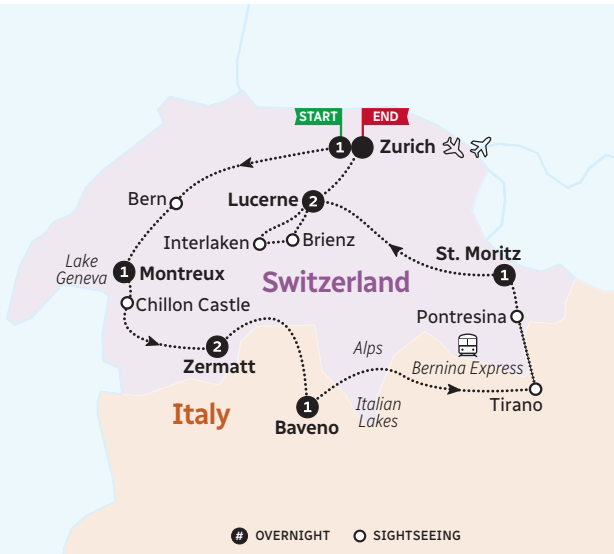 START
END
1
Zurich
Bern
Lucerne
2
Interlaken
Brienz
Lake
Geneva
1
Montreux
Switzerland
St. Moritz
1
Chillon Castle
Pontresina
2
Zermatt
Alps
Bernina Express
Italy
1
Baveno
Italian
Lakes
Tirano
# OVERNIGHT
SIGHTSEEING